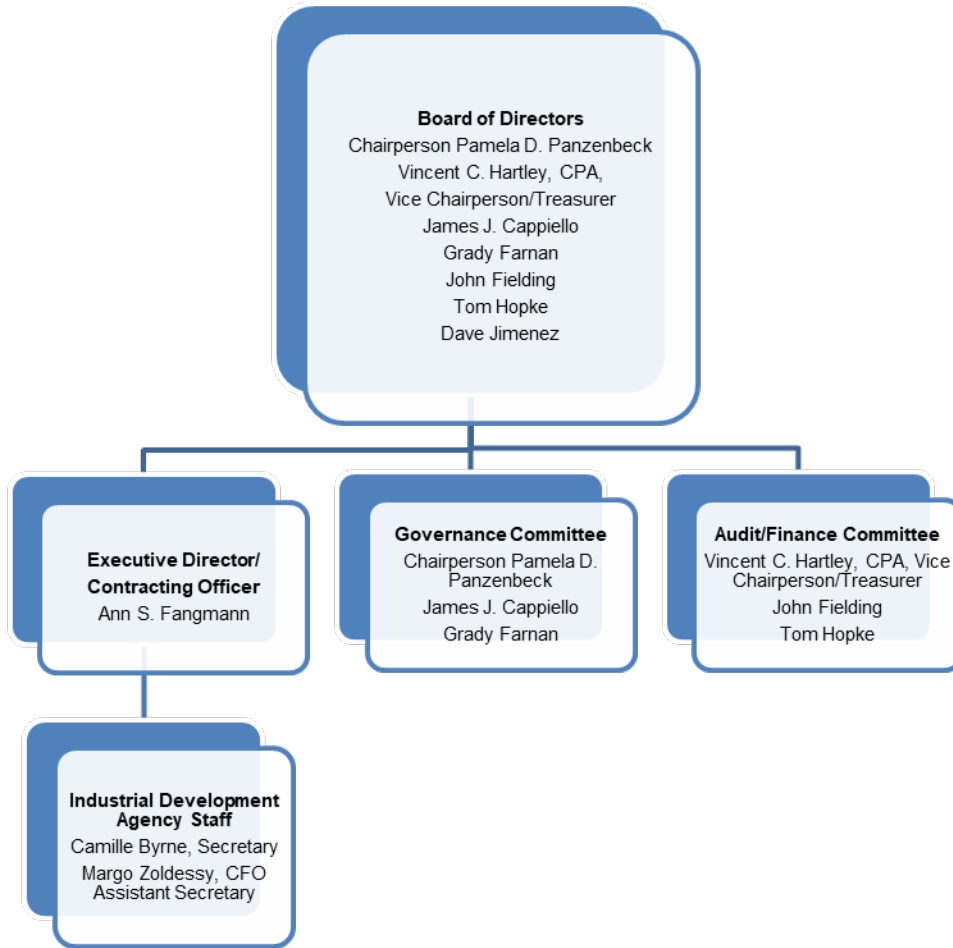 Board of Directors
Chairperson Pamela D. Panzenbeck
Vincent C. Hartley, CPA,
Vice Chairperson/Treasurer
James J. Cappiello
Grady Farnan
John Fielding
Tom Hopke
Dave Jimenez
Executive Director/
Contracting Officer
Ann S. Fangmann
Governance Committee
Chairperson Pamela D.
Panzenbeck
James J. Cappiello
Grady Farnan
Audit/Finance Committee
Vincent C. Hartley, CPA, Vice
Chairperson/Treasurer
John Fielding
Tom Hopke
Industrial Development
Agency Staff
Camille Byrne, Secretary
Margo Zoldessy, CFO
Assistant Secretary